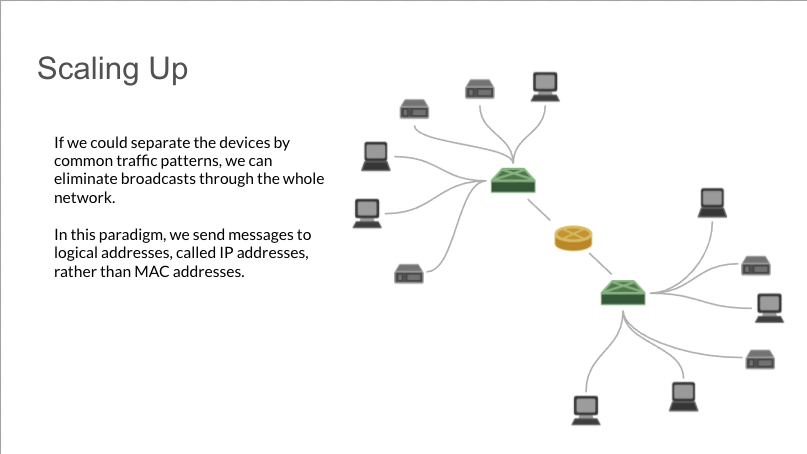 Scaling Up
If we could separate the devices by
common traffic patterns, we can
eliminate broadcasts through the whole
network.
In this paradigm, we send messages to
logical addresses, called IP addresses,
rather than MAC addresses.